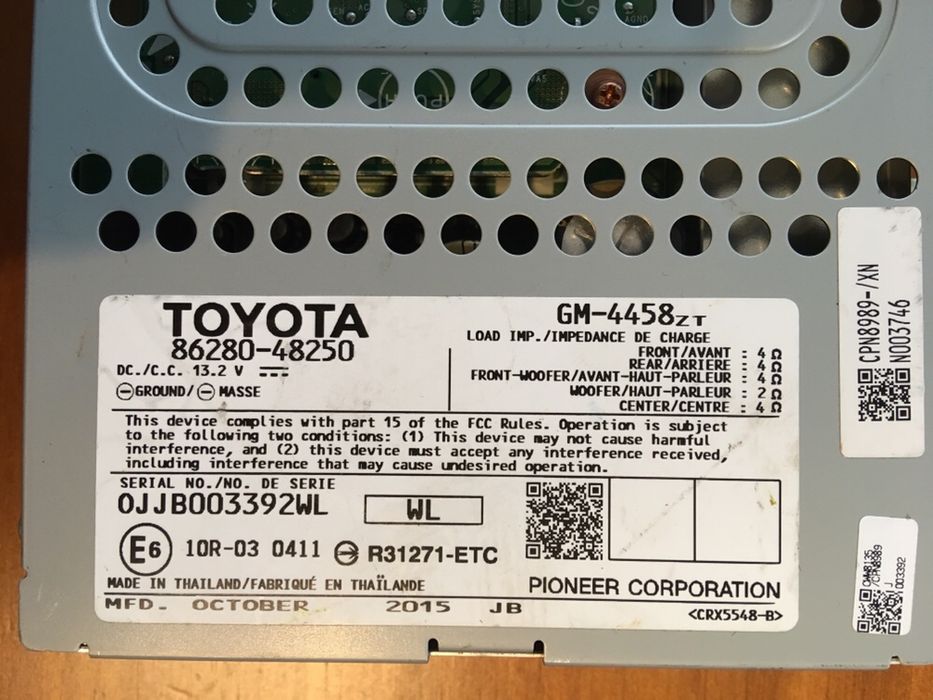 TOYOTA
86280-48250
DC./C.C. 13.2 V
GROUND/ MASSE
GM-4458ZT
LOAD IMP./IMPEDANCE DE CHARGE
FRONT/AVANT : 4 Ω
REAR/ARRIERE : 4 Ω
FRONT-WOOFER/AVANT-HAUT-PARLEUR : 4 Ω
WOOFER/HAUT-PARLEUR : 2 Ω
CENTER/CENTRE : 4 Ω
This device complies with part 15 of the FCC Rules. Operation is subject
to the following two conditions: (1) This device may not cause harmful
interference, and (2) this device must accept any interference received,
including interference that may cause undesired operation.
SERIAL NO./NO. DE SERIE
0JJB003392WL
WL
E6 10R-03 0411 R31271-ETC
MADE IN THAILAND/FABRIQUÉ EN THAÏLANDE
PIONEER CORPORATION
MFD. OCTOBER 2015 JB
<CRX5548-B>
CPN8989-/XN
N003746
CWW8135
/CPN8989
J
003392